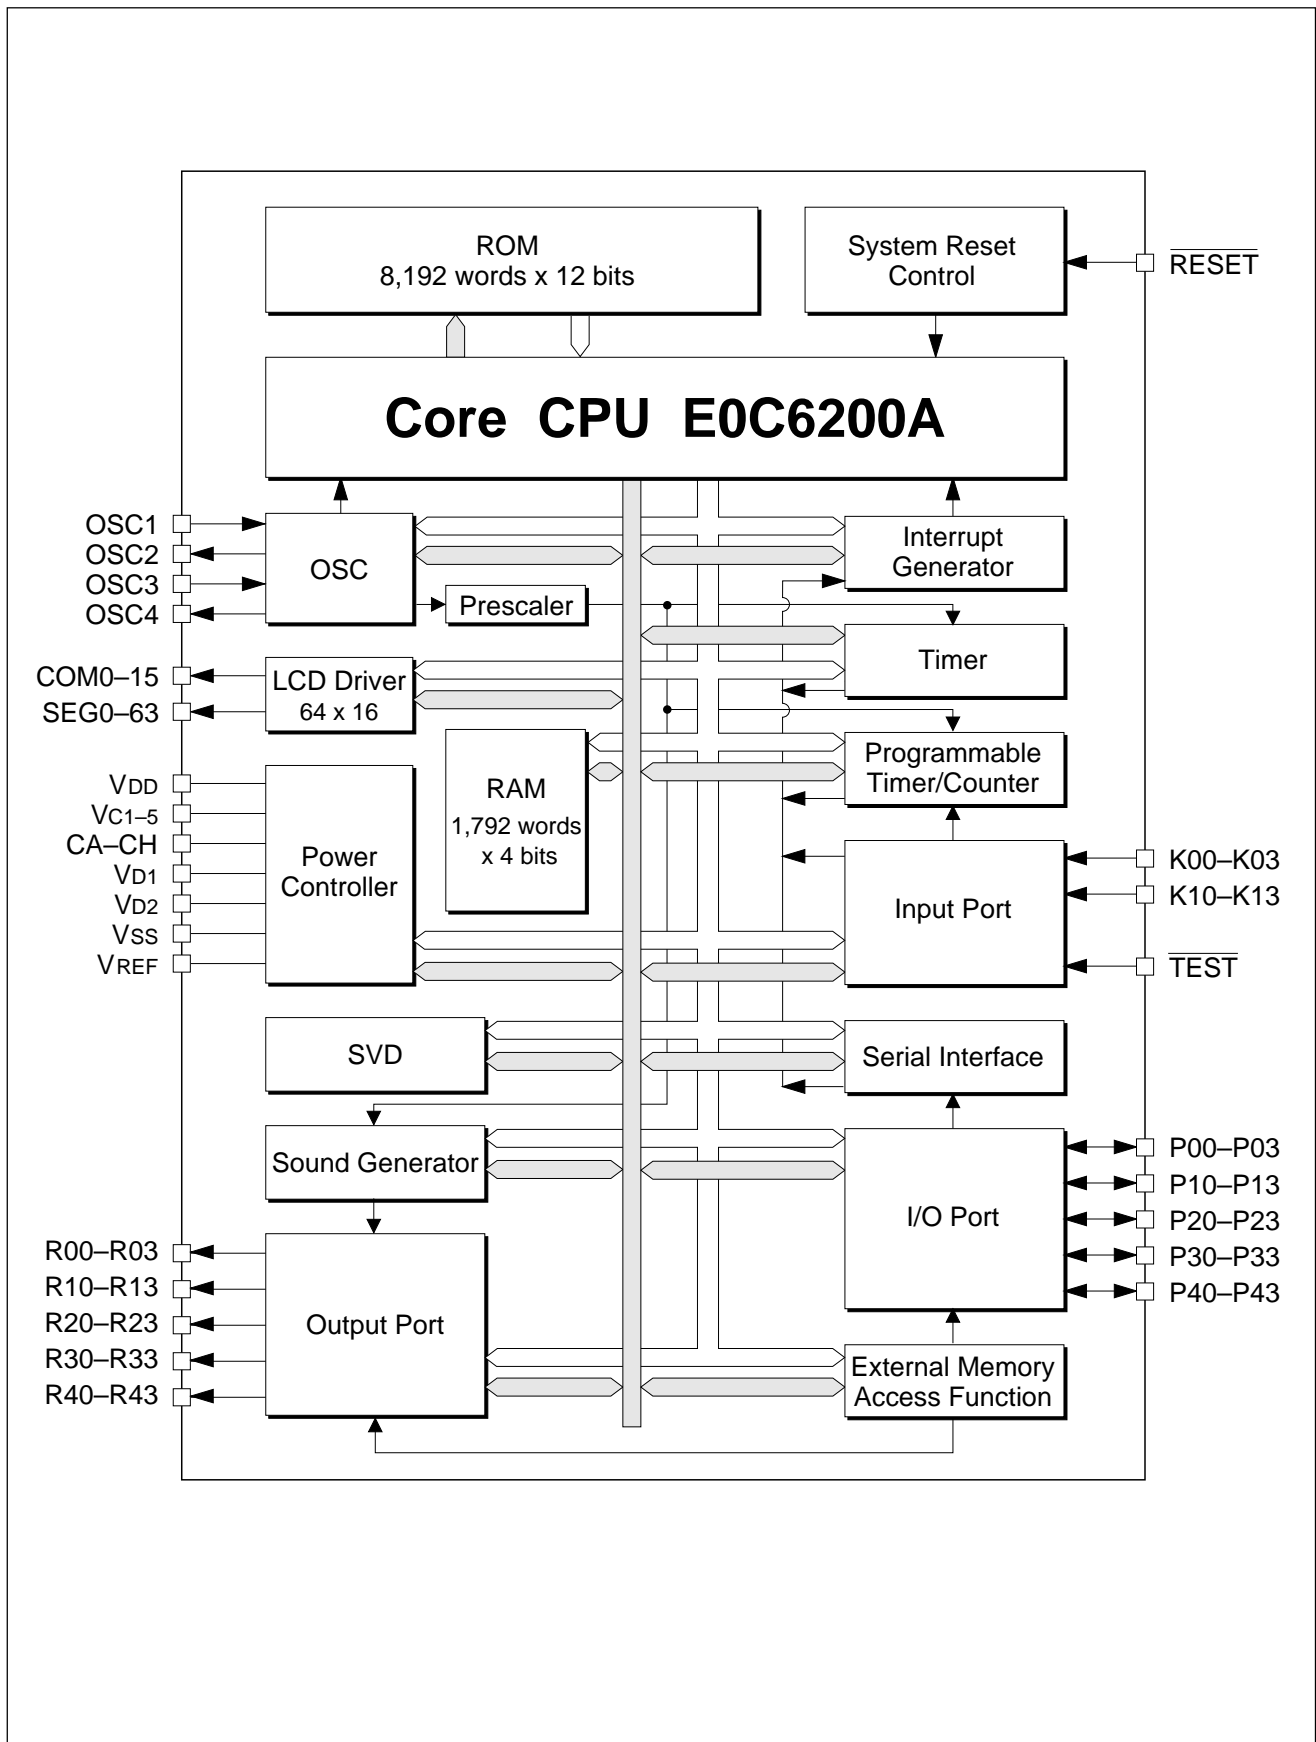 ROM
8,192 words x 12 bits
System Reset
Control
RESET
Core CPU E0C6200A
OSC1
OSC2
OSC3
OSC4
OSC
Prescaler
Interrupt
Generator
Timer
COM0–15
SEG0–63
LCD Driver
64 x 16
RAM
1,792 words
x 4 bits
Programmable
Timer/Counter
VDD
VC1–5
CA–CH
VD1
VD2
VSS
VREF
Power
Controller
Input Port
K00–K03
K10–K13
TEST
SVD
Serial Interface
Sound Generator
I/O Port
P00–P03
P10–P13
P20–P23
P30–P33
P40–P43
R00–R03
R10–R13
R20–R23
R30–R33
R40–R43
Output Port
External Memory
Access Function